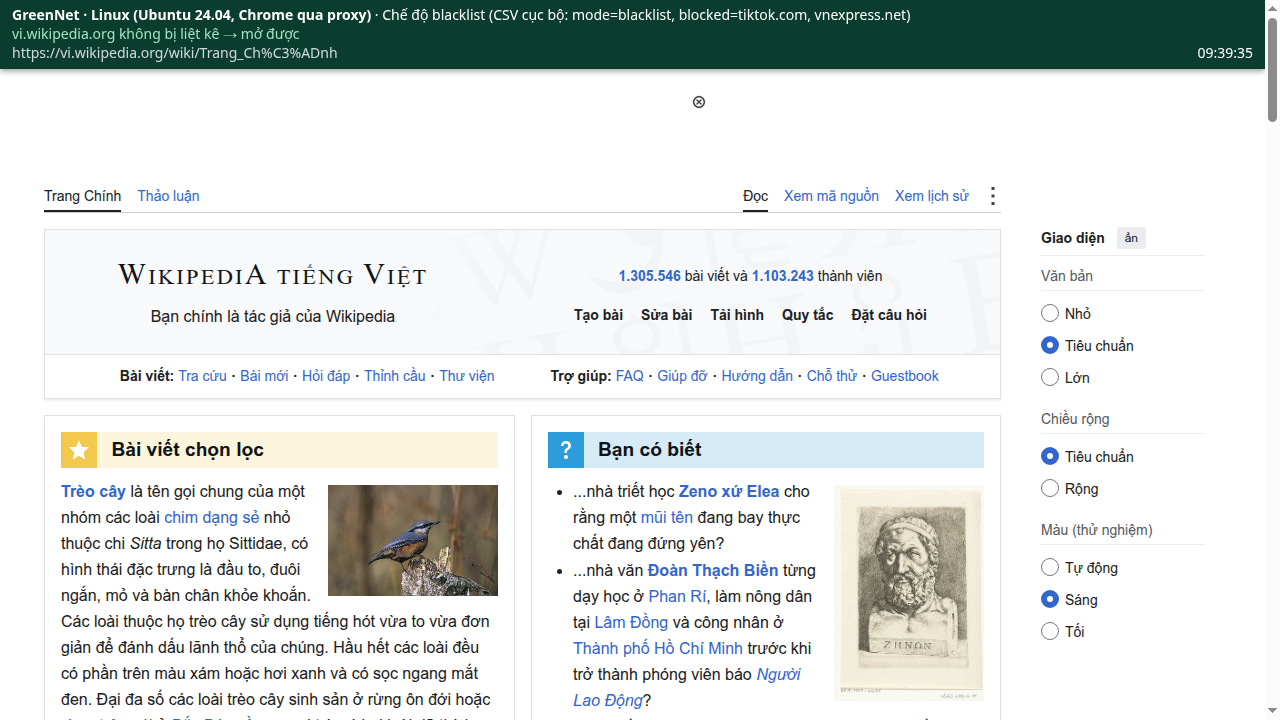 GreenNet · Linux (Ubuntu 24.04, Chrome qua proxy) · Chế độ blacklist (CSV cục bộ: mode=blacklist, blocked=tiktok.com, vnexpress.net)
vi.wikipedia.org không bị liệt kê → mở được
https://vi.wikipedia.org/wiki/Trang_Ch%C3%ADnh
09:39:35
Trang Chính Thảo luận
Đọc Xem mã nguồn Xem lịch sử
WIKIPEDIA TIẾNG VIỆT
Bạn chính là tác giả của Wikipedia
1.305.546 bài viết và 1.103.243 thành viên
Tạo bài Sửa bài Tải hình Quy tắc Đặt câu hỏi
Bài viết: Tra cứu · Bài mới · Hỏi đáp · Thỉnh cầu · Thư viện
Trợ giúp: FAQ · Giúp đỡ · Hướng dẫn · Chỗ thử · Guestbook
Bài viết chọn lọc
Trèo cây là tên gọi chung của một
nhóm các loài chim dạng sẻ nhỏ
thuộc chi Sitta trong họ Sittidae, có
hình thái đặc trưng là đầu to, đuôi
ngắn, mỏ và bàn chân khỏe khoắn.
Các loài thuộc họ trèo cây sử dụng tiếng hót vừa to vừa đơn
giản để đánh dấu lãnh thổ của chúng. Hầu hết các loài đều
có phần trên màu xám hoặc hơi xanh và có sọc ngang mắt
đen. Đại đa số các loài trèo cây sinh sản ở rừng ôn đới hoặc
? Bạn có biết
• ...nhà triết học Zeno xứ Elea cho
rằng một mũi tên đang bay thực
chất đang đứng yên?
• ...nhà văn Đoàn Thạch Biền từng
dạy học ở Phan Rí, làm nông dân
tại Lâm Đồng và công nhân ở
Thành phố Hồ Chí Minh trước khi
trở thành phóng viên báo Người
Lao Động?
ZHNΩN
Giao diện ẩn
Văn bản
Nhỏ
Tiêu chuẩn
Lớn
Chiều rộng
Tiêu chuẩn
Rộng
Màu (thử nghiệm)
Tự động
Sáng
Tối